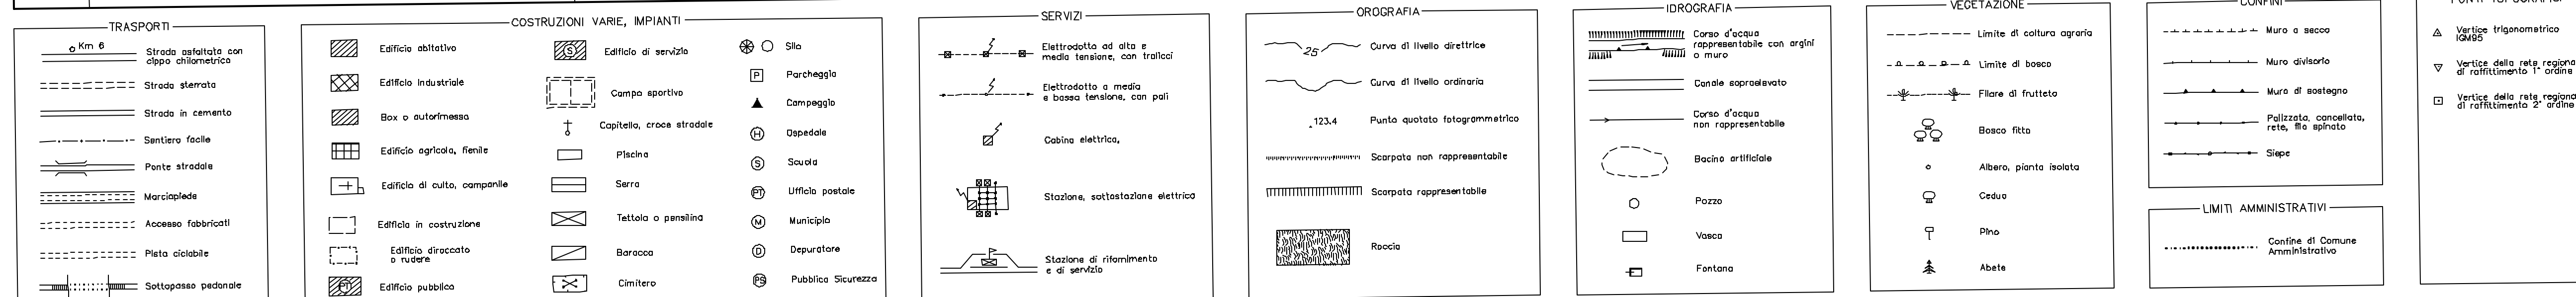 TRASPORTI
Km 6
Strada asfaltata con
cippo chilometrico
Strada sterrata
Strada in cemento
Sentiero facile
Ponte stradale
Marciapiede
Accesso fabbricati
Pista ciclabile
Sottopasso pedonale
COSTRUZIONI VARIE, IMPIANTI
Edificio abitativo
Edificio industriale
Box o autorimessa
Edificio agricolo, fienile
Edificio di culto, campanile
Edificio in costruzione
Edificio diroccato
o rudere
PT
Edificio pubblico
S
Edificio di servizio
Campo sportivo
Capitello, croce stradale
Piscina
Serra
Tettoia o pensilina
Baracca
Cimitero
Silo
P Parcheggio
Campeggio
H Ospedale
S Scuola
PT Ufficio postale
M Municipio
D Depuratore
PS Pubblica Sicurezza
SERVIZI
Elettrodotto ad alta e
media tensione, con tralicci
Elettrodotto a media
e bassa tensione, con pali
Cabina elettrica,
Stazione, sottostazione elettrica
Stazione di rifornimento
e di servizio
OROGRAFIA
25
Curva di livello direttrice
Curva di livello ordinaria
123.4
Punto quotato fotogrammetrico
Scarpata non rappresentabile
Scarpata rappresentabile
Roccia
IDROGRAFIA
Corso d'acqua
rappresentabile con argini
o muro
Canale sopraelevato
Corso d'acqua
non rappresentabile
Bacino artificiale
Pozzo
Vasca
Fontana
VEGETAZIONE
Limite di coltura agraria
Limite di bosco
Filare di frutteto
Bosco fitto
Albero, pianta isolata
Ceduo
Pino
Abete
CONFINI
Muro a secco
Muro divisorio
Muro di sostegno
Palizzata, cancellata,
rete, filo spinato
Siepe
LIMITI AMMINISTRATIVI
Confine di Comune
Amministrativo
Vertice trigonometrico
IGM95
Vertice della rete regiona
di raffittimento 1° ordine
Vertice della rete regiona
di raffittimento 2° ordine